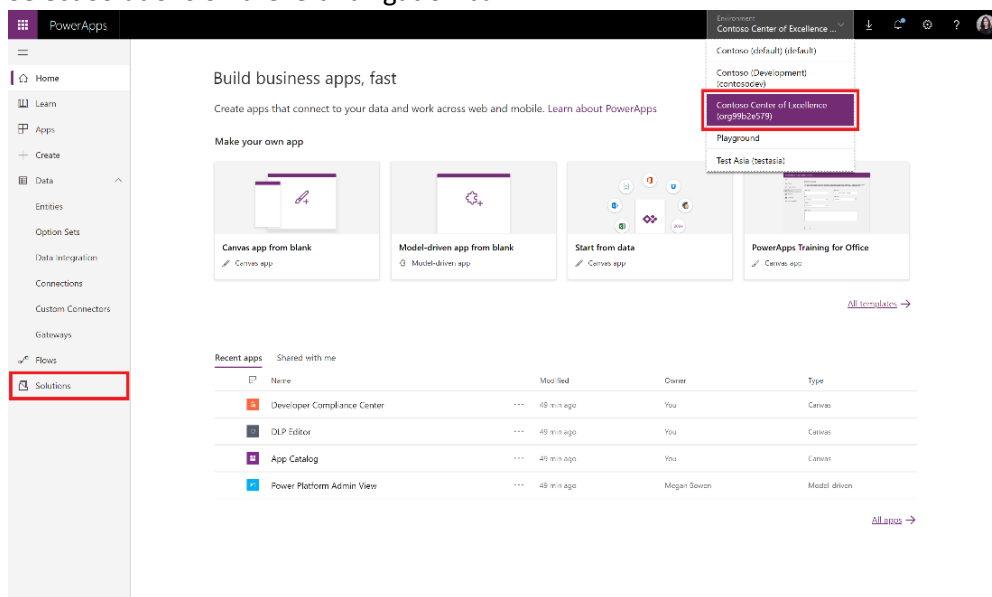 PowerApps
Environment
Contoso Center of Excellence ...
Contoso (default) (default)
Contoso (Development)
(contosodev)
Contoso Center of Excellence
(org99b2e579)
Playground
Test Asia (testasia)
Home
Learn
Apps
Create
Data
Entities
Option Sets
Data Integration
Connections
Custom Connectors
Gateways
Flows
Solutions
Build business apps, fast
Create apps that connect to your data and work across web and mobile. Learn about PowerApps
Make your own app
Canvas app from blank
Canvas app
Model-driven app from blank
Model-driven app
Start from data
Canvas app
PowerApps Training for Office
Canvas app
All templates →
Recent apps Shared with me
Name Modified Owner Type
Developer Compliance Center ··· 49 min ago You Canvas
DLP Editor ··· 49 min ago You Canvas
App Catalog ··· 49 min ago You Canvas
Power Platform Admin View ··· 49 min ago Megan Bowen Model-driven
All apps →